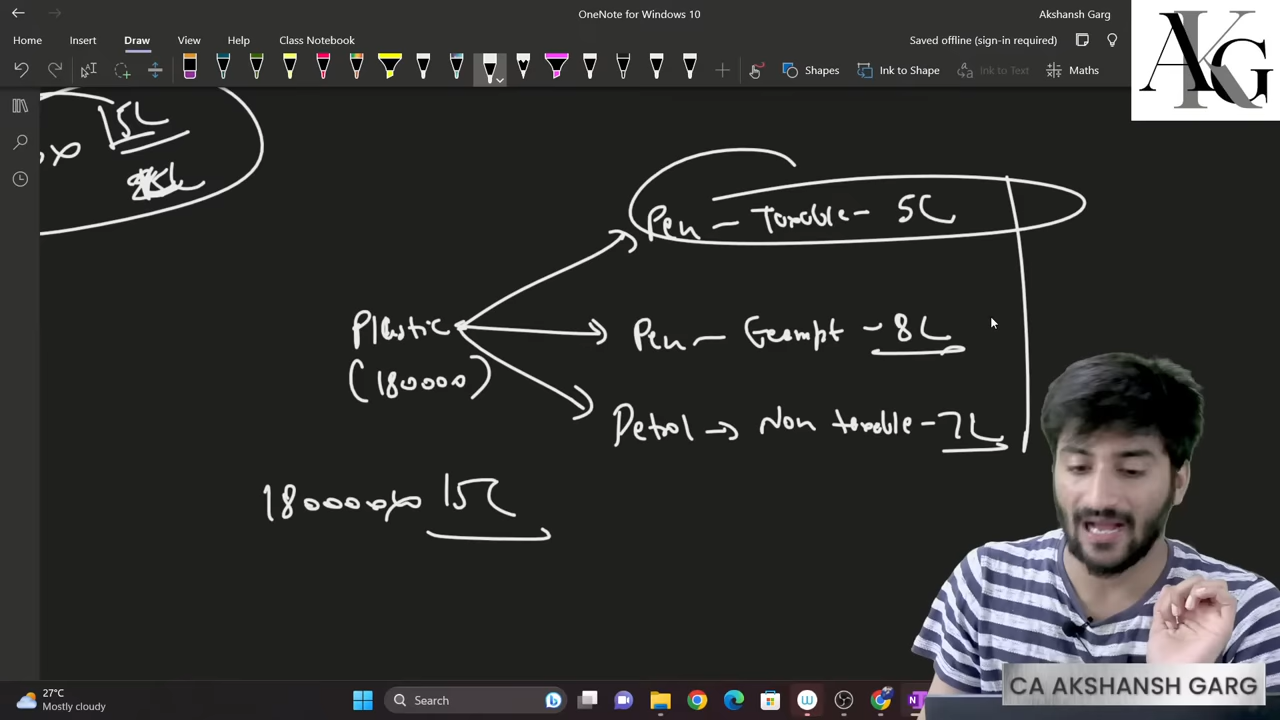 OneNote for Windows 10
Akshansh Garg
Home Insert Draw View Help Class Notebook
Saved offline (sign-in required)
Shapes Ink to Shape Ink to Text Maths
AKG
15L
Pen - Taxable - 5L
Plastic
(180000)
Pen - Exempt - 8L
Petrol → Non taxable - 7L
180000 x 15L
CA AKSHANSH GARG
27°C
Mostly cloudy
Search